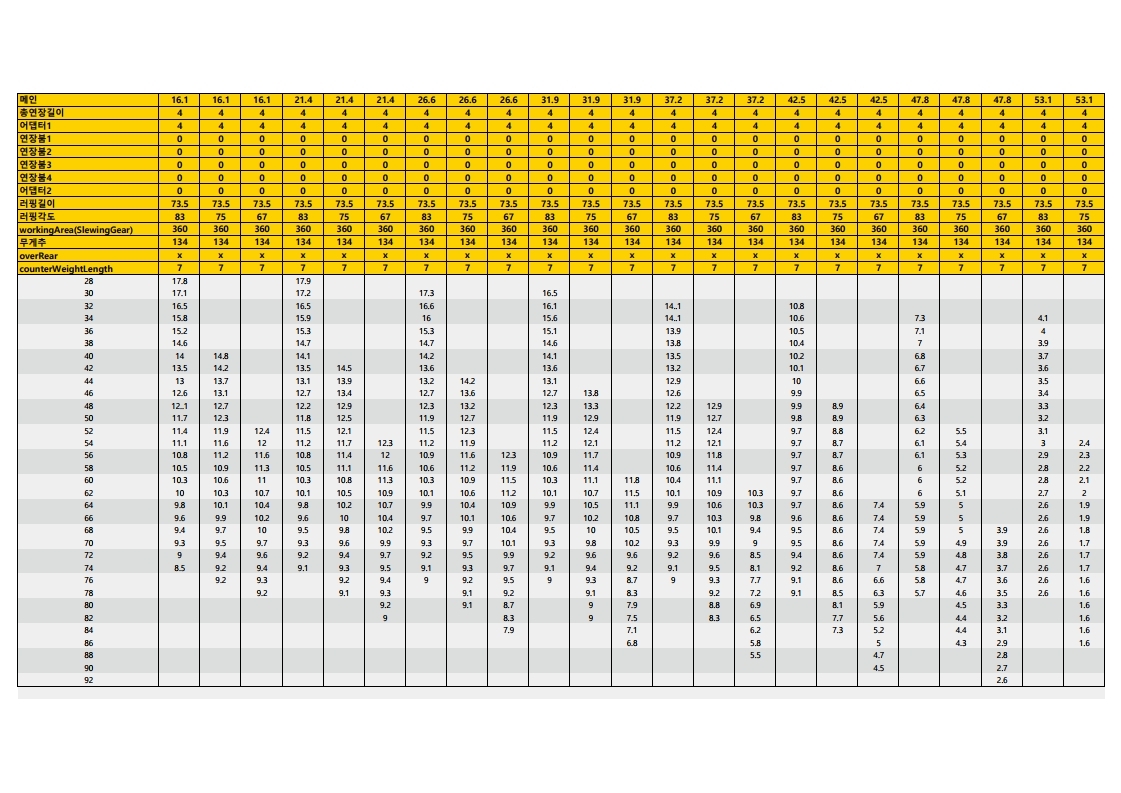 메인 16.1 16.1 16.1 21.4 21.4 21.4 26.6 26.6 26.6 31.9 31.9 31.9 37.2 37.2 37.2 42.5 42.5 42.5 47.8 47.8 47.8 53.1 53.1
총연장길이 4 4 4 4 4 4 4 4 4 4 4 4 4 4 4 4 4 4 4 4 4 4 4
어댑터1 4 4 4 4 4 4 4 4 4 4 4 4 4 4 4 4 4 4 4 4 4 4 4
연장붐1 0 0 0 0 0 0 0 0 0 0 0 0 0 0 0 0 0 0 0 0 0 0 0
연장붐2 0 0 0 0 0 0 0 0 0 0 0 0 0 0 0 0 0 0 0 0 0 0 0
연장붐3 0 0 0 0 0 0 0 0 0 0 0 0 0 0 0 0 0 0 0 0 0 0 0
연장붐4 0 0 0 0 0 0 0 0 0 0 0 0 0 0 0 0 0 0 0 0 0 0 0
어댑터2 0 0 0 0 0 0 0 0 0 0 0 0 0 0 0 0 0 0 0 0 0 0 0
러핑길이 73.5 73.5 73.5 73.5 73.5 73.5 73.5 73.5 73.5 73.5 73.5 73.5 73.5 73.5 73.5 73.5 73.5 73.5 73.5 73.5 73.5 73.5 73.5
러핑각도 83 75 67 83 75 67 83 75 67 83 75 67 83 75 67 83 75 67 83 75 67 83 75
workingArea(SlewingGear) 360 360 360 360 360 360 360 360 360 360 360 360 360 360 360 360 360 360 360 360 360 360 360
무게추 134 134 134 134 134 134 134 134 134 134 134 134 134 134 134 134 134 134 134 134 134 134 134
overRear x x x x x x x x x x x x x x x x x x x x x x x
counterWeightLength 7 7 7 7 7 7 7 7 7 7 7 7 7 7 7 7 7 7 7 7 7 7 7
28 17.8 17.9
30 17.1 17.2 17.3 16.5
32 16.5 16.5 16.6 16.1 14..1 10.8
34 15.8 15.9 16 15.6 14..1 10.6 7.3 4.1
36 15.2 15.3 15.3 15.1 13.9 10.5 7.1 4
38 14.6 14.7 14.7 14.6 13.8 10.4 7 3.9
40 14 14.8 14.1 14.2 14.1 13.5 10.2 6.8 3.7
42 13.5 14.2 13.5 14.5 13.6 13.6 13.2 10.1 6.7 3.6
44 13 13.7 13.1 13.9 13.2 14.2 13.1 12.9 10 6.6 3.5
46 12.6 13.1 12.7 13.4 12.7 13.6 12.7 13.8 12.6 9.9 6.5 3.4
48 12..1 12.7 12.2 12.9 12.3 13.2 12.3 13.3 12.2 12.9 9.9 8.9 6.4 3.3
50 11.7 12.3 11.8 12.5 11.9 12.7 11.9 12.9 11.9 12.7 9.8 8.9 6.3 3.2
52 11.4 11.9 12.4 11.5 12.1 11.5 12.3 11.5 12.4 11.5 12.4 9.7 8.8 6.2 5.5 3.1
54 11.1 11.6 12 11.2 11.7 12.3 11.2 11.9 11.2 12.1 11.2 12.1 9.7 8.7 6.1 5.4 3 2.4
56 10.8 11.2 11.6 10.8 11.4 12 10.9 11.6 12.3 10.9 11.7 10.9 11.8 9.7 8.7 6.1 5.3 2.9 2.3
58 10.5 10.9 11.3 10.5 11.1 11.6 10.6 11.2 11.9 10.6 11.4 10.6 11.4 9.7 8.6 6 5.2 2.8 2.2
60 10.3 10.6 11 10.3 10.8 11.3 10.3 10.9 11.5 10.3 11.1 11.8 10.4 11.1 9.7 8.6 6 5.2 2.8 2.1
62 10 10.3 10.7 10.1 10.5 10.9 10.1 10.6 11.2 10.1 10.7 11.5 10.1 10.9 10.3 9.7 8.6 6 5.1 2.7 2
64 9.8 10.1 10.4 9.8 10.2 10.7 9.9 10.4 10.9 9.9 10.5 11.1 9.9 10.6 10.3 9.7 8.6 7.4 5.9 5 2.6 1.9
66 9.6 9.9 10.2 9.6 10 10.4 9.7 10.1 10.6 9.7 10.2 10.8 9.7 10.3 9.8 9.6 8.6 7.4 5.9 5 2.6 1.9
68 9.4 9.7 10 9.5 9.8 10.2 9.5 9.9 10.4 9.5 10 10.5 9.5 10.1 9.4 9.5 8.6 7.4 5.9 5 3.9 2.6 1.8
70 9.3 9.5 9.7 9.3 9.6 9.9 9.3 9.7 10.1 9.3 9.8 10.2 9.3 9.9 9 9.5 8.6 7.4 5.9 4.9 3.9 2.6 1.7
72 9 9.4 9.6 9.2 9.4 9.7 9.2 9.5 9.9 9.2 9.6 9.6 9.2 9.6 8.5 9.4 8.6 7.4 5.9 4.8 3.8 2.6 1.7
74 8.5 9.2 9.4 9.1 9.3 9.5 9.1 9.3 9.7 9.1 9.4 9.2 9.1 9.5 8.1 9.2 8.6 7 5.8 4.7 3.7 2.6 1.7
76 9.2 9.3 9.2 9.4 9 9.2 9.5 9 9.3 8.7 9 9.3 7.7 9.1 8.6 6.6 5.8 4.7 3.6 2.6 1.6
78 9.2 9.1 9.3 9.1 9.2 9.1 8.3 9.2 7.2 9.1 8.5 6.3 5.7 4.6 3.5 2.6 1.6
80 9.2 9.1 8.7 9 7.9 8.8 6.9 8.1 5.9 4.5 3.3 1.6
82 9 8.3 9 7.5 8.3 6.5 7.7 5.6 4.4 3.2 1.6
84 7.9 7.1 6.2 7.3 5.2 4.4 3.1 1.6
86 6.8 5.8 5 4.3 2.9 1.6
88 5.5 4.7 2.8
90 4.5 2.7
92 2.6